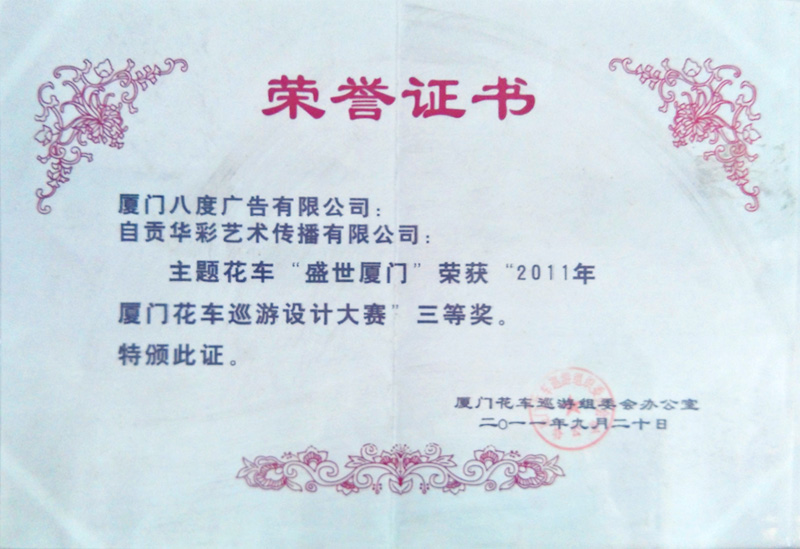 荣誉证书
厦门八度广告有限公司：
自贡华彩艺术传播有限公司：
主题花车“盛世厦门”荣获“2011年
厦门花车巡游设计大赛”三等奖。
特颁此证。
厦门花车巡游组委会办公室
二〇一一年九月二十日